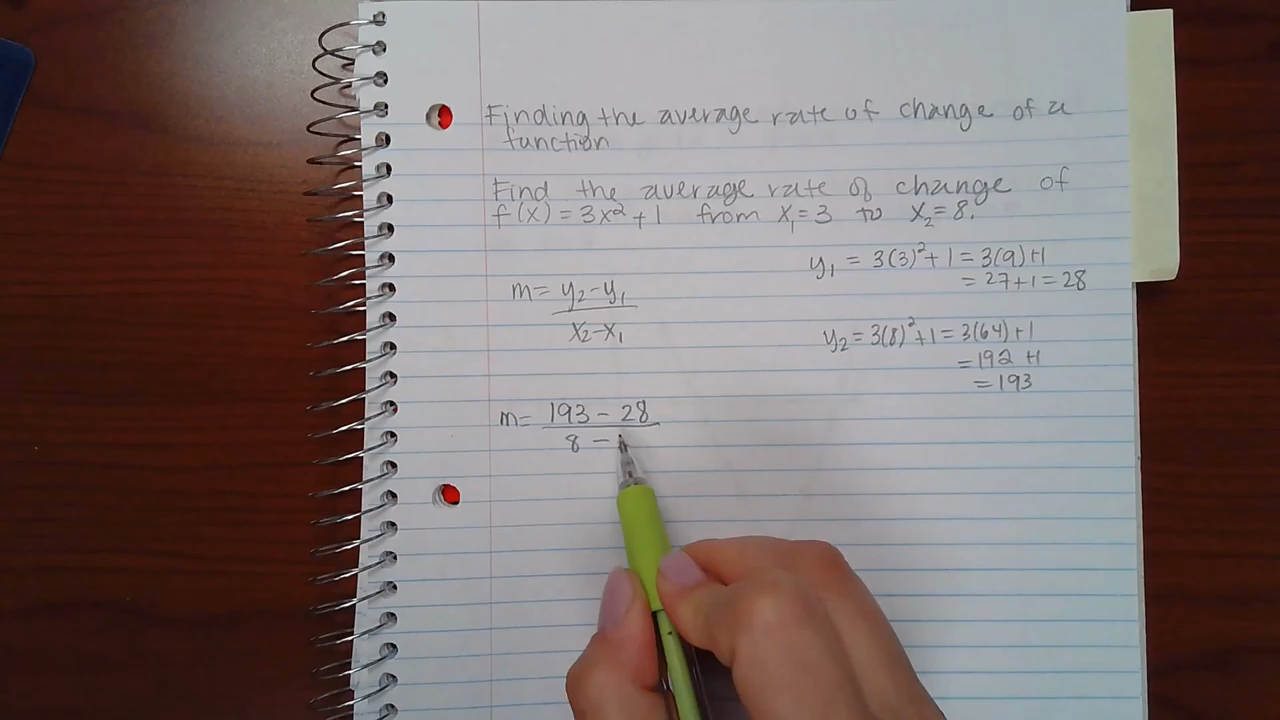 Finding the average rate of change of a
function
Find the average rate of change of
f(x) = 3x² + 1 from x₁ = 3 to x₂ = 8.
y₁ = 3(3)² + 1 = 3(9) + 1
= 27 + 1 = 28
m = y₂ - y₁
x₂ - x₁
y₂ = 3(8)² + 1 = 3(64) + 1
= 192 + 1
= 193
m = 193 - 28
8 -